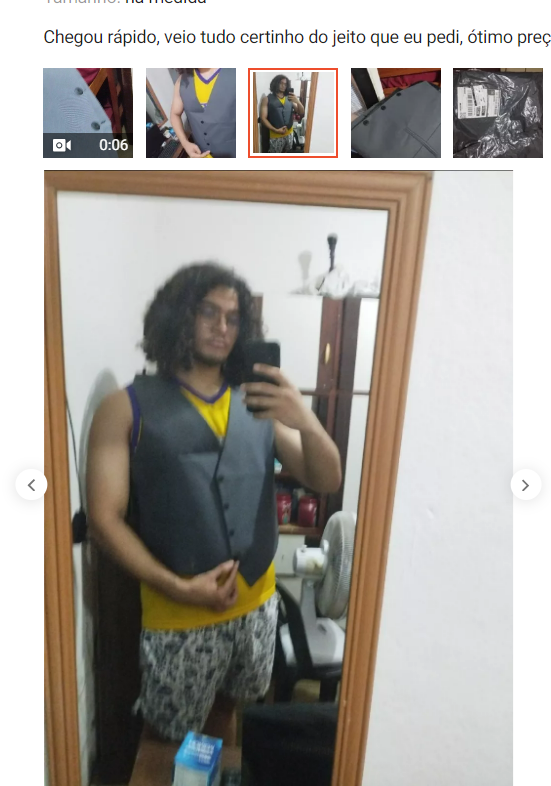 Tamanho: na medida
Chegou rápido, veio tudo certinho do jeito que eu pedi, ótimo preç
0:06